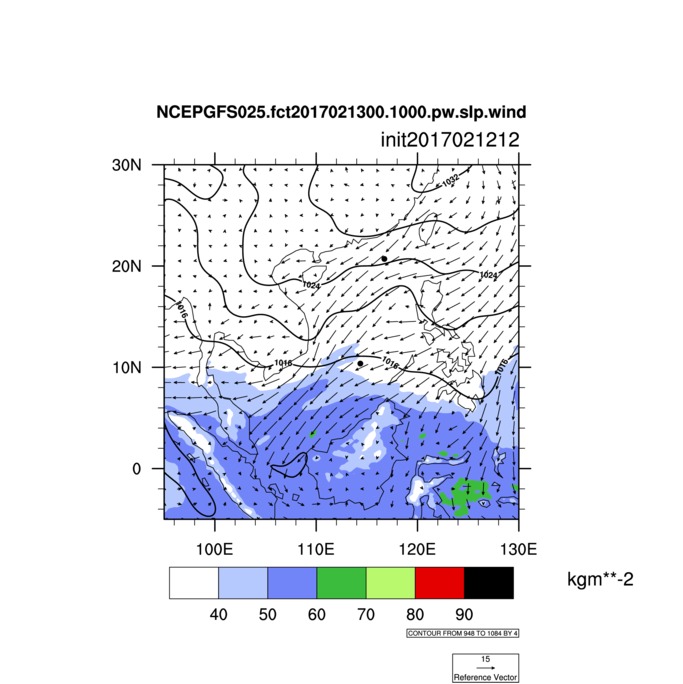 NCEPGFS025.fct2017021300.1000.pw.slp.wind
init2017021212
30N
1032
20N
1024
1024
1016
10N
1016
1016
1016
0
100E 110E 120E 130E
kgm**-2
40 50 60 70 80 90
CONTOUR FROM 948 TO 1084 BY 4
15
Reference Vector